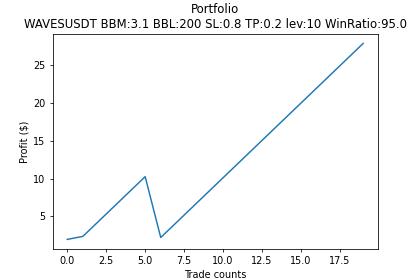 Portfolio
WAVESUSDT BBM:3.1 BBL:200 SL:0.8 TP:0.2 lev:10 WinRatio:95.0
25
20
15
10
5
Profit ($)
0.0 2.5 5.0 7.5 10.0 12.5 15.0 17.5
Trade counts